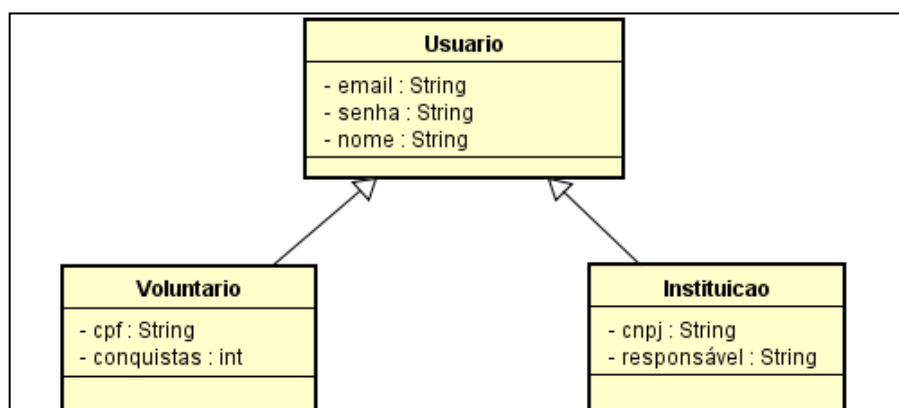 Usuario
- email : String
- senha : String
- nome : String
Voluntario
- cpf : String
- conquistas : int
Instituicao
- cnpj : String
- responsável : String